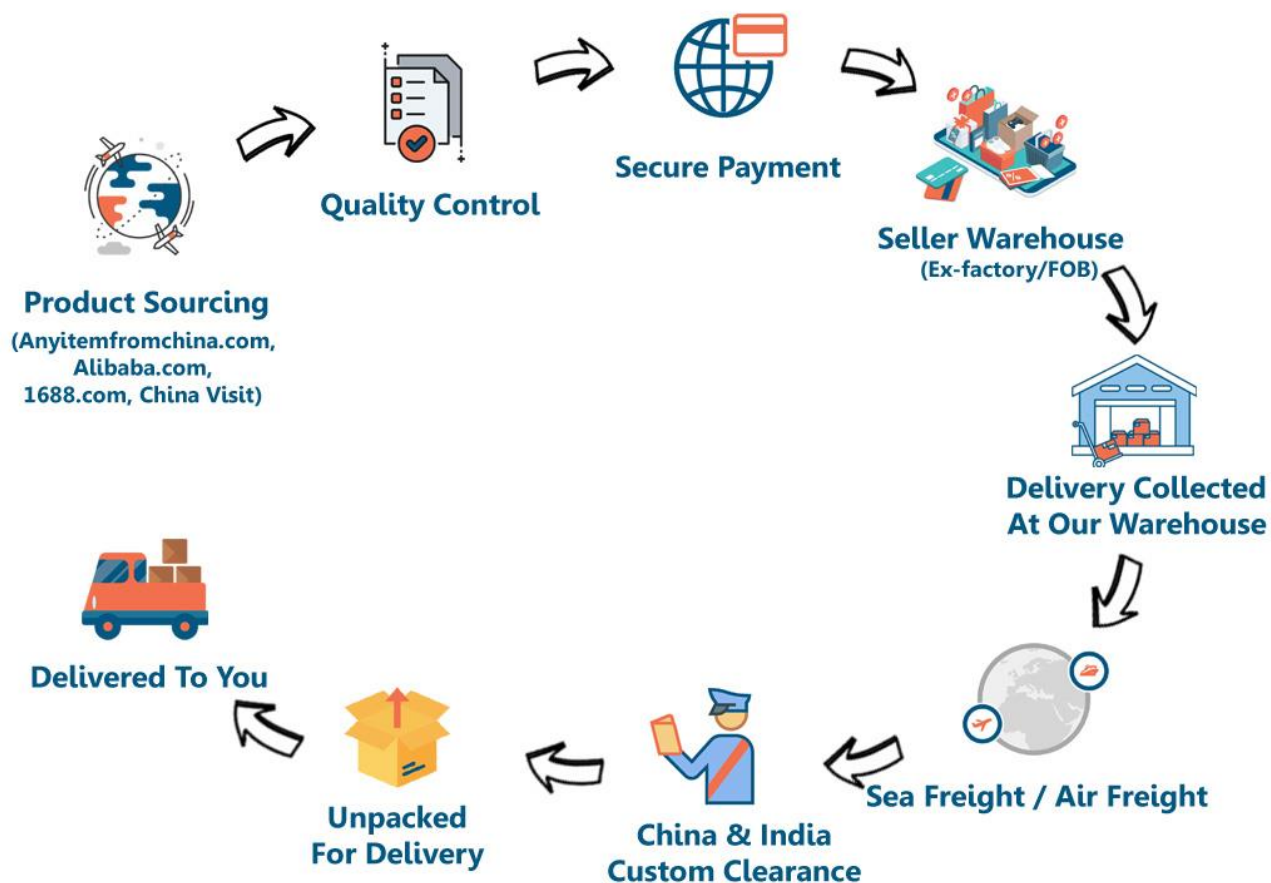 Product Sourcing
(Anyitemfromchina.com,
Alibaba.com,
1688.com, China Visit)
Quality Control
Secure Payment
Seller Warehouse
(Ex-factory/FOB)
Delivery Collected
At Our Warehouse
Sea Freight / Air Freight
China & India
Custom Clearance
Unpacked
For Delivery
Delivered To You